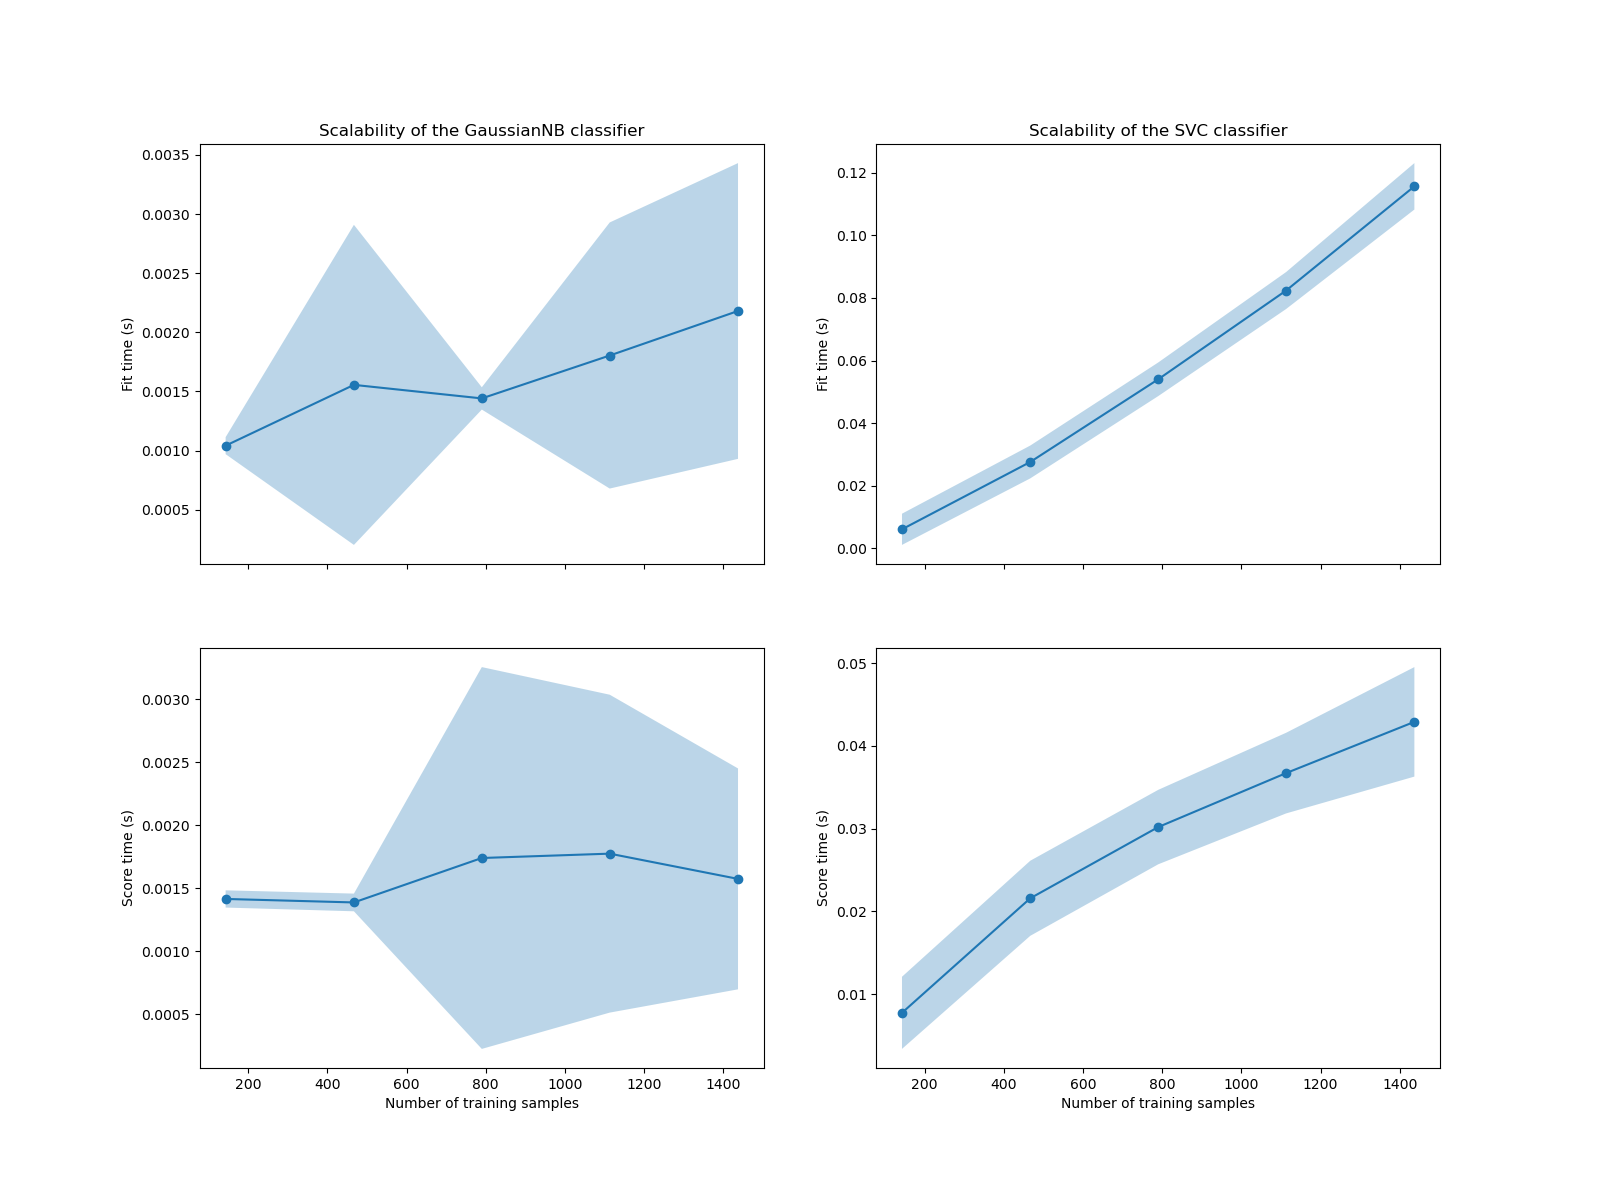 Scalability of the GaussianNB classifier
0.0035
0.0030
0.0025
0.0020
0.0015
0.0010
0.0005
Fit time (s)
Scalability of the SVC classifier
0.12
0.10
0.08
0.06
0.04
0.02
0.00
Fit time (s)
0.0030
0.0025
0.0020
0.0015
0.0010
0.0005
Score time (s)
200 400 600 800 1000 1200 1400
Number of training samples
0.05
0.04
0.03
0.02
0.01
Score time (s)
200 400 600 800 1000 1200 1400
Number of training samples